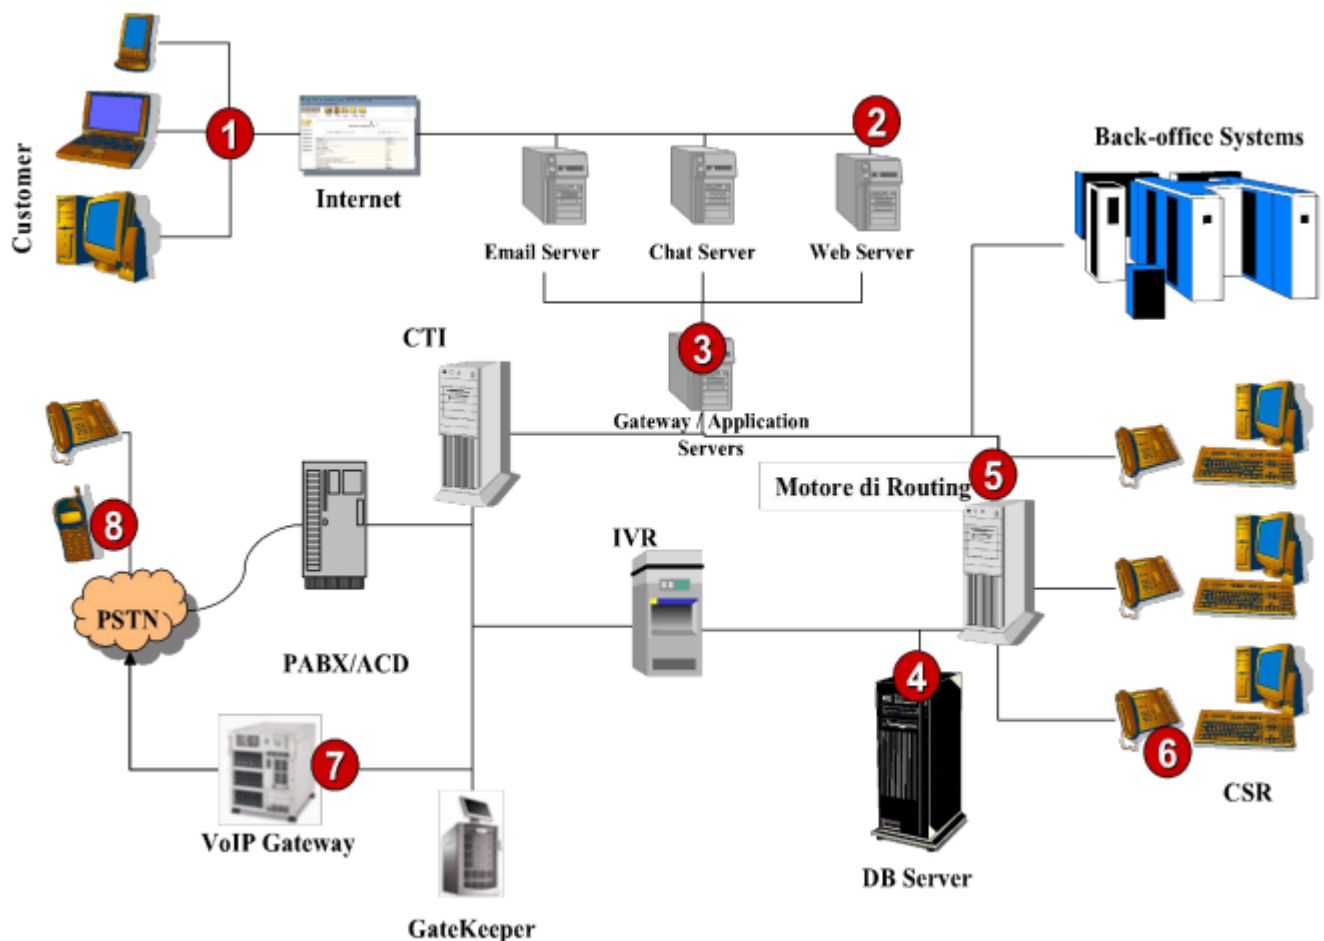 Customer
1
Internet
2
Email Server
Chat Server
Web Server
Back-office Systems
3
Gateway / Application
Servers
CTI
5
Motore di Routing
8
PSTN
PABX/ACD
IVR
4
DB Server
6
CSR
7
VoIP Gateway
GateKeeper